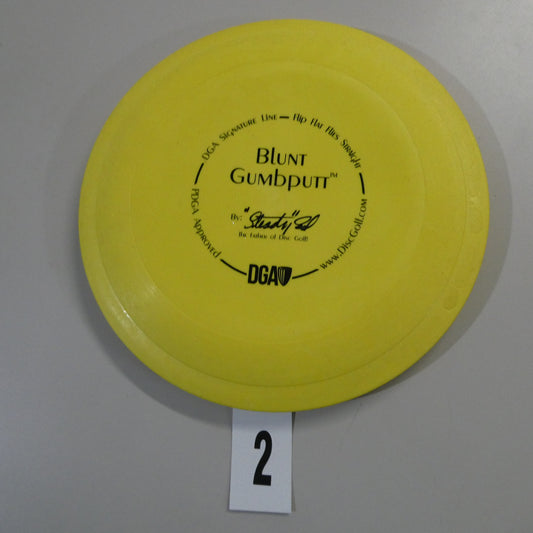 DGA Signature Line — Flip Flat Flies Straight
Blunt
Gumbputt™
By: "Steady" Ed
The Father of Disc Golf!
PDGA Approved
www.DiscGolf.com
DGA
2